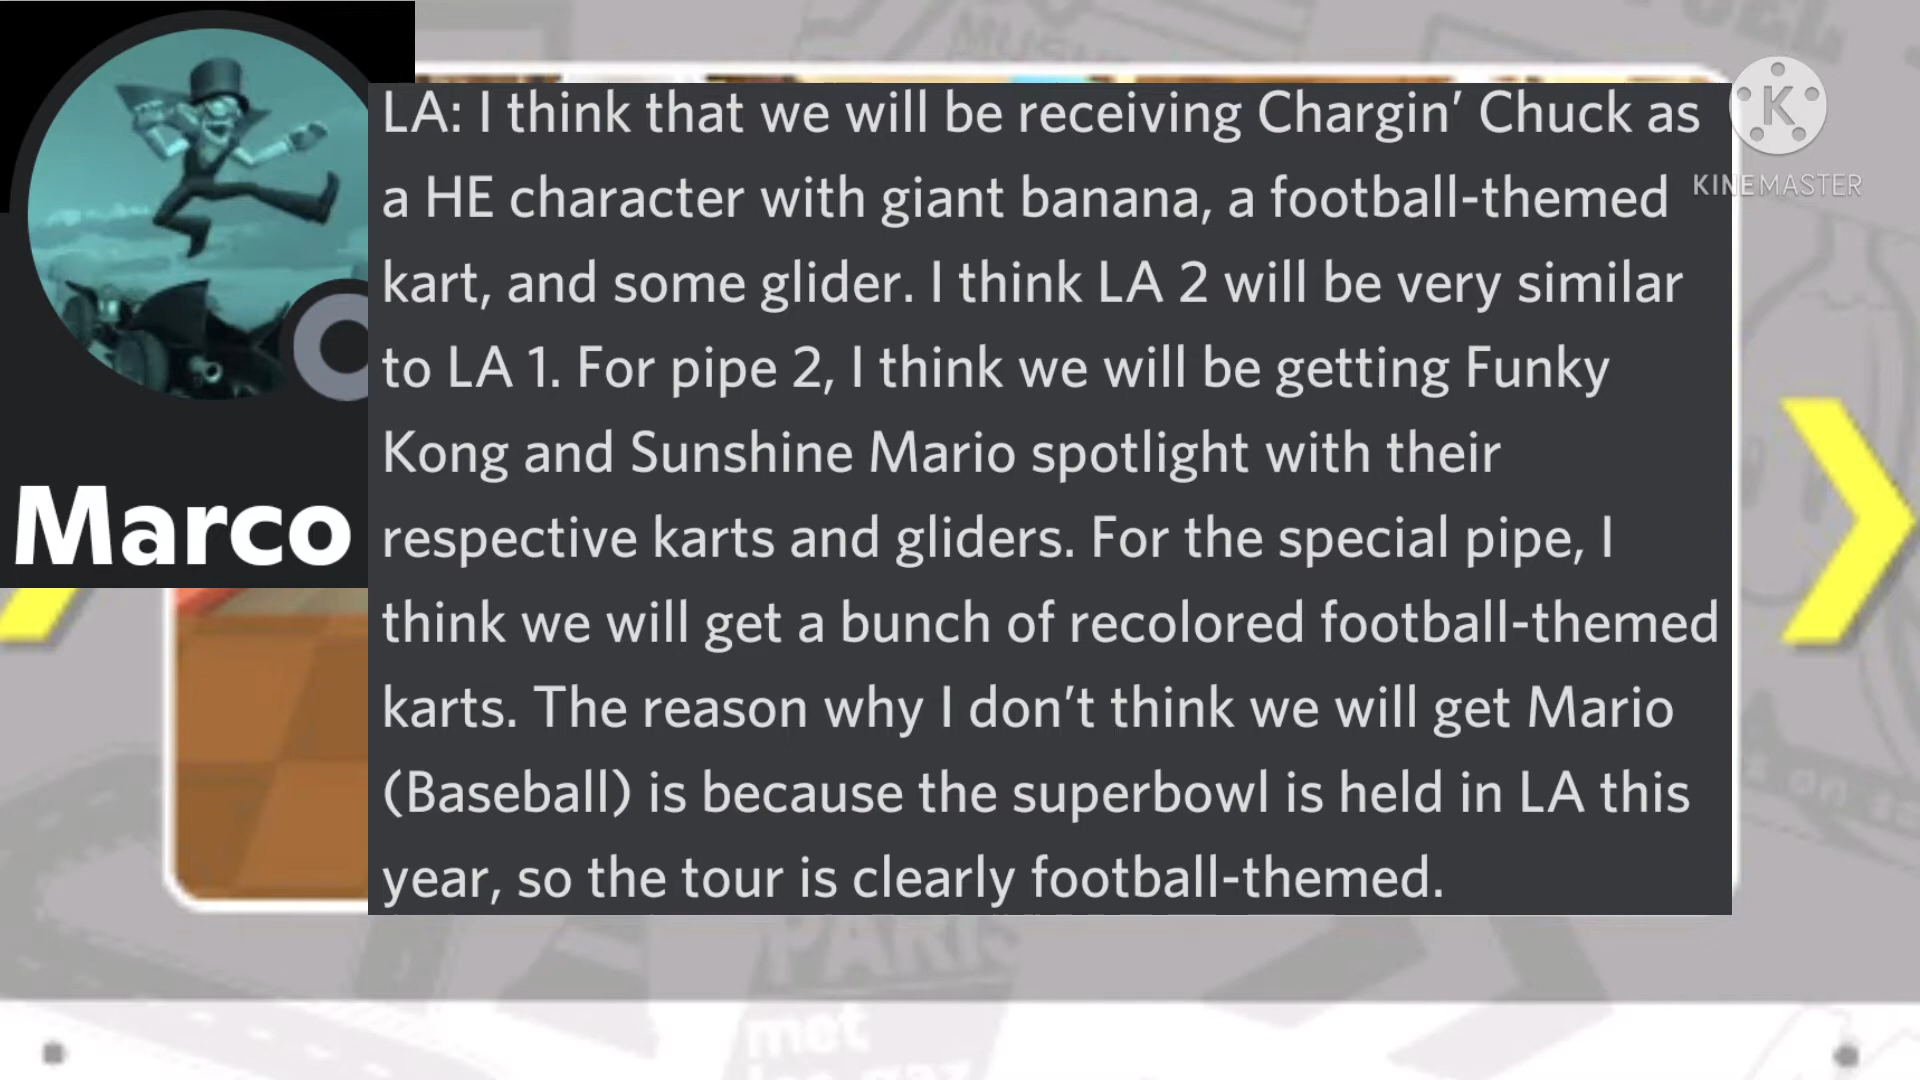 MUSH
FUEL
K
KINEMASTER
LA: I think that we will be receiving Chargin’ Chuck as
a HE character with giant banana, a football-themed
kart, and some glider. I think LA 2 will be very similar
to LA 1. For pipe 2, I think we will be getting Funky
Kong and Sunshine Mario spotlight with their
respective karts and gliders. For the special pipe, I
think we will get a bunch of recolored football-themed
karts. The reason why I don’t think we will get Mario
(Baseball) is because the superbowl is held in LA this
year, so the tour is clearly football-themed.
Marco
PARIS
met